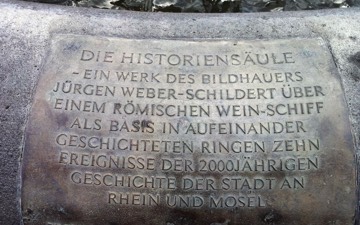 DIE HISTORIENSÄULE
- EIN WERK DES BILDHAUERS
JÜRGEN WEBER-SCHILDERT ÜBER
EINEM RÖMISCHEN WEIN-SCHIFF
ALS BASIS IN AUFEINANDER
GESCHICHTETEN RINGEN ZEHN
EREIGNISSE DER 2000JÄHRIGEN
GESCHICHTE DER STADT AN
RHEIN UND MOSEL.